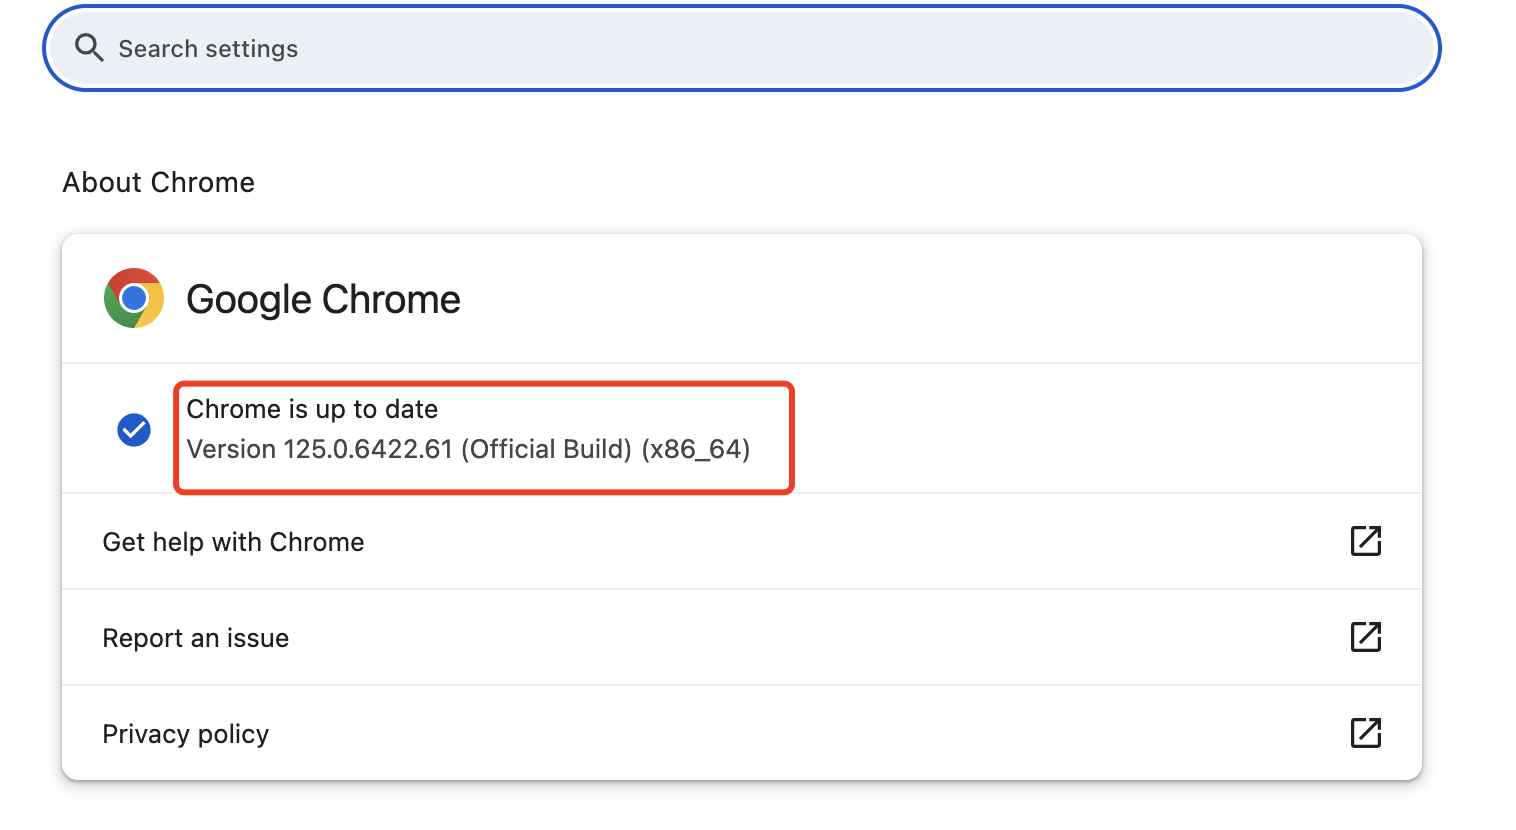 Search settings
About Chrome
Google Chrome
Chrome is up to date
Version 125.0.6422.61 (Official Build) (x86_64)
Get help with Chrome
Report an issue
Privacy policy